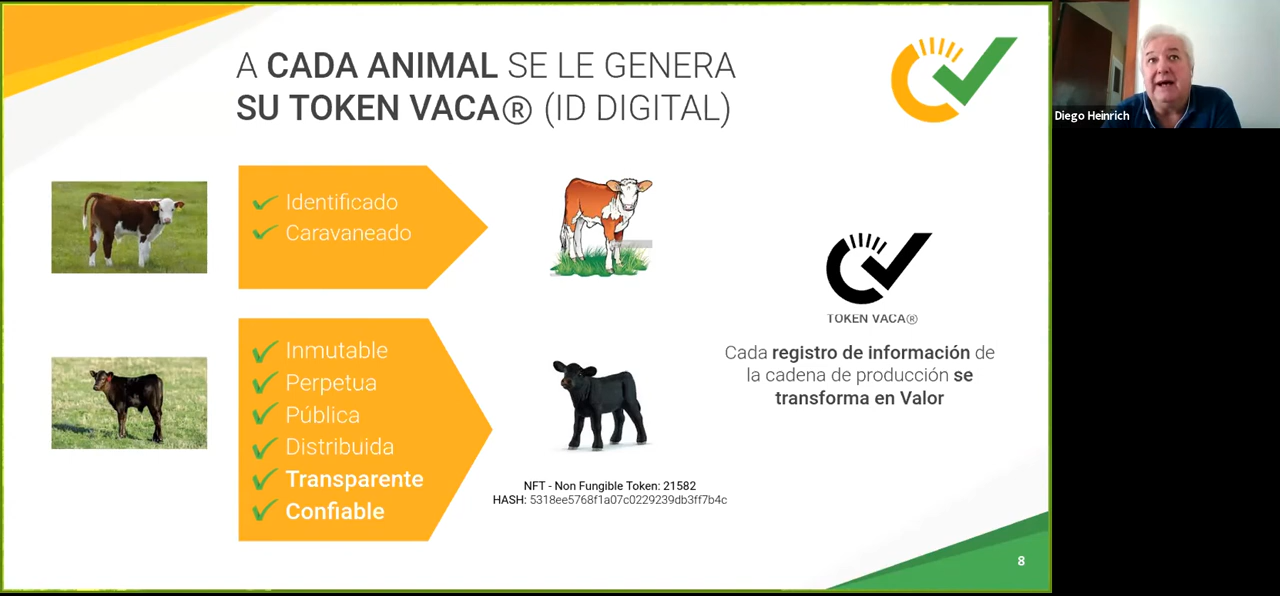 A CADA ANIMAL SE LE GENERA
SU TOKEN VACA® (ID DIGITAL)
Diego Heinrich
Identificado
Caravaneado
Inmutable
Perpetua
Pública
Distribuida
Transparente
Confiable
NFT - Non Fungible Token: 21582
HASH: 5318ee5768f1a07c0229239db3ff7b4c
TOKEN VACA®
Cada registro de información de
la cadena de producción se
transforma en Valor
8